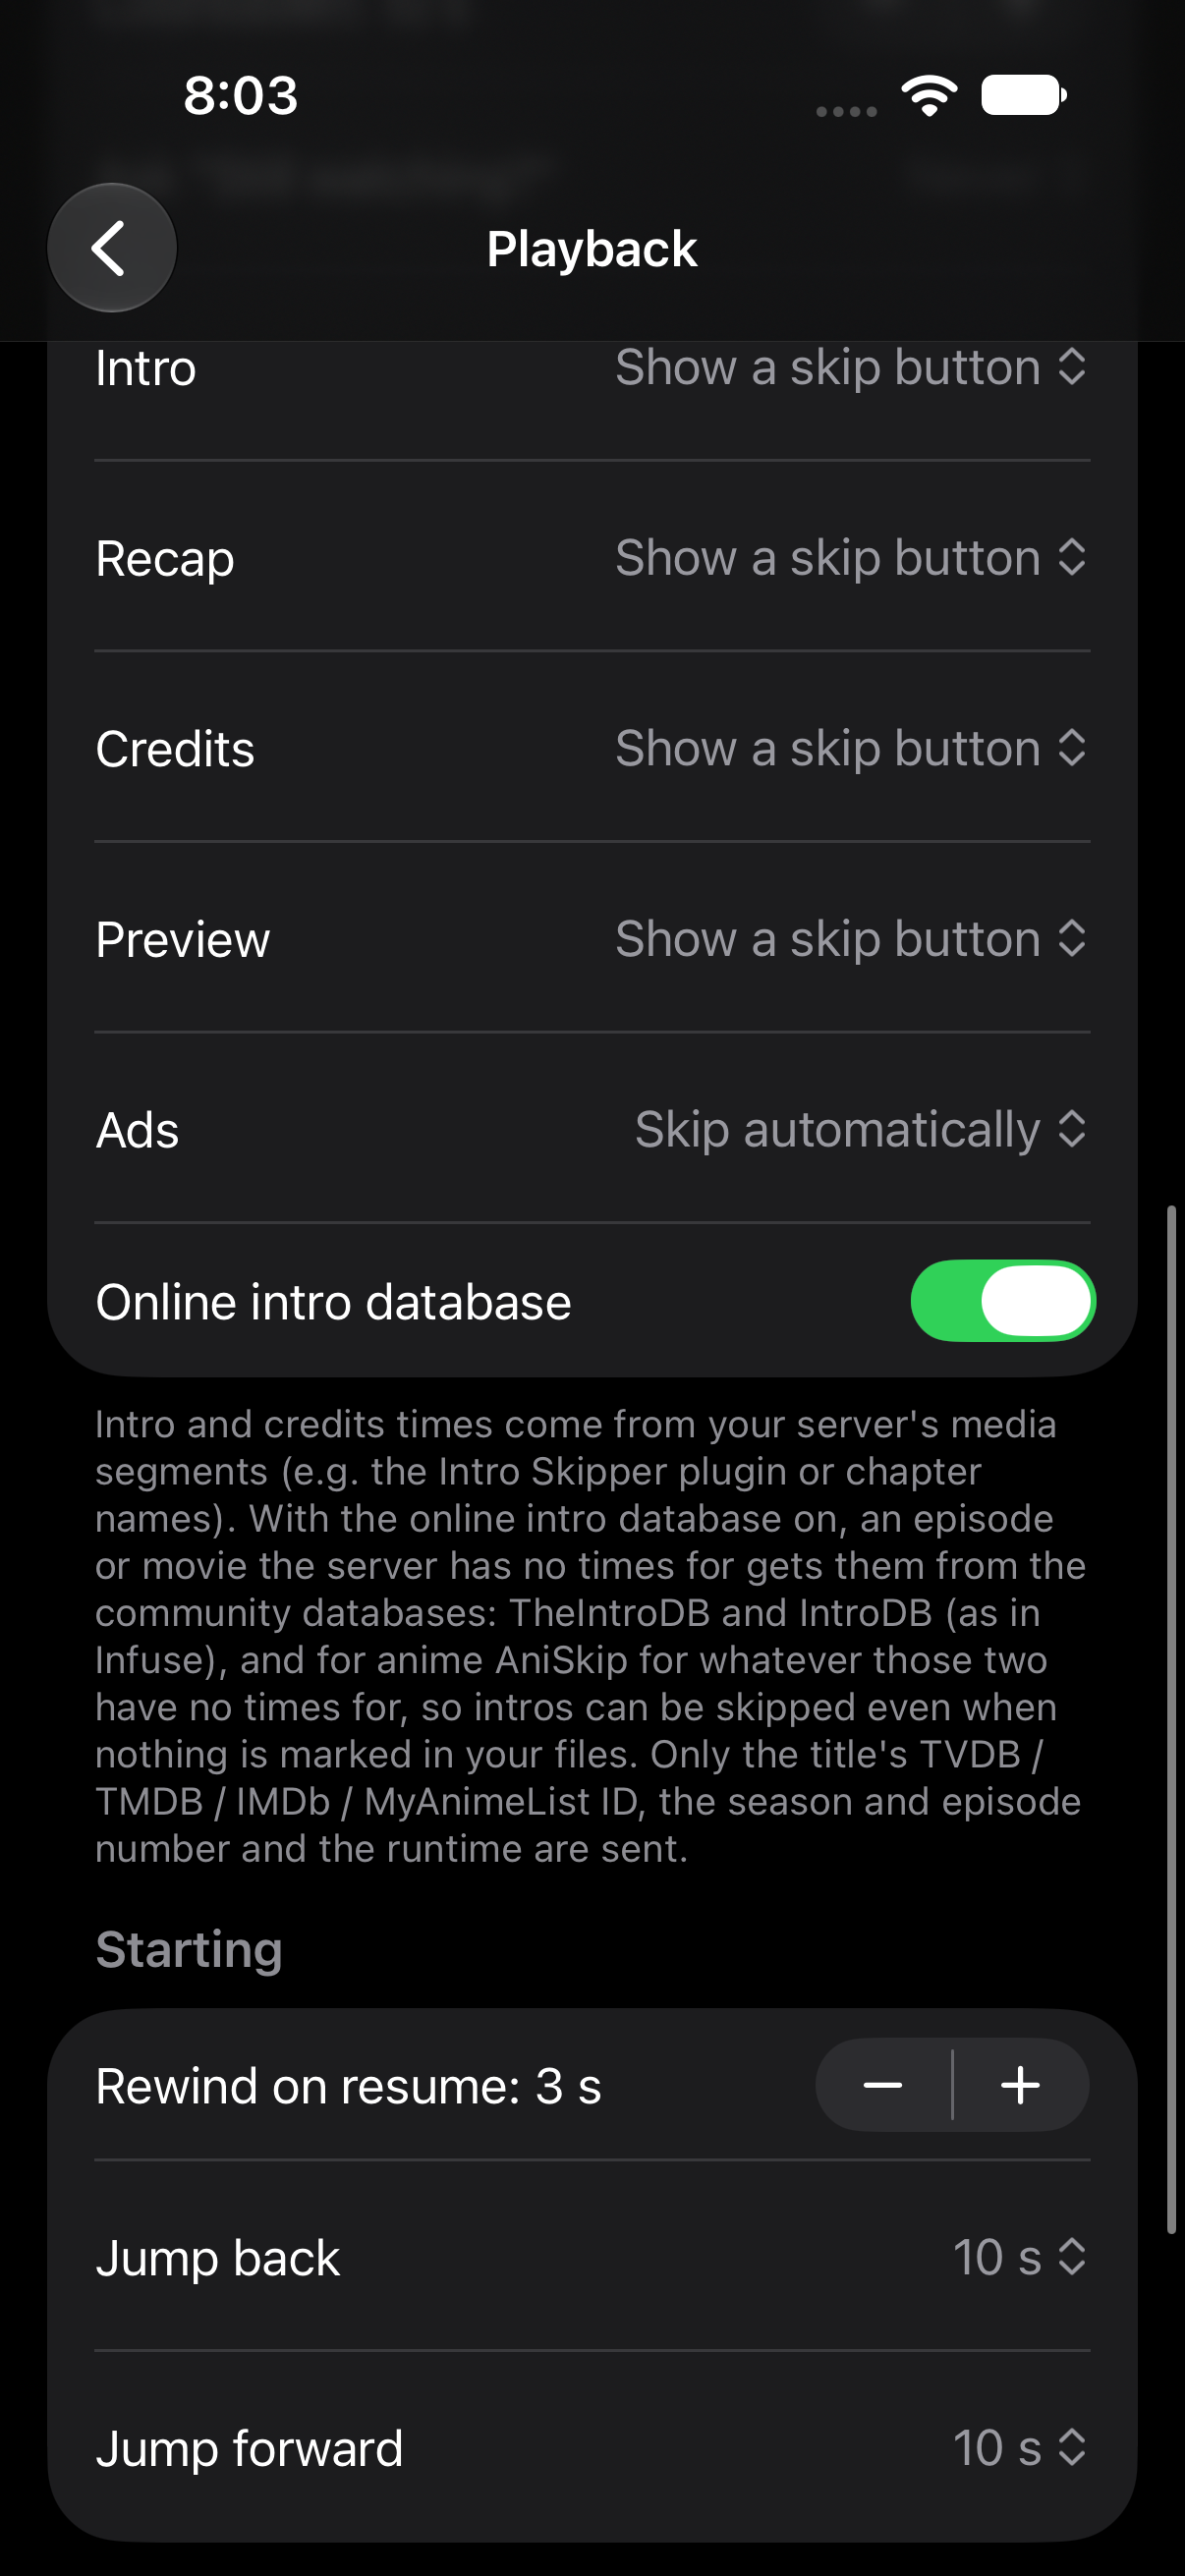 8:03
Playback
Intro Show a skip button
Recap Show a skip button
Credits Show a skip button
Preview Show a skip button
Ads Skip automatically
Online intro database
Intro and credits times come from your server's media
segments (e.g. the Intro Skipper plugin or chapter
names). With the online intro database on, an episode
or movie the server has no times for gets them from the
community databases: TheIntroDB and IntroDB (as in
Infuse), and for anime AniSkip for whatever those two
have no times for, so intros can be skipped even when
nothing is marked in your files. Only the title's TVDB /
TMDB / IMDb / MyAnimeList ID, the season and episode
number and the runtime are sent.
Starting
Rewind on resume: 3 s
Jump back 10 s
Jump forward 10 s